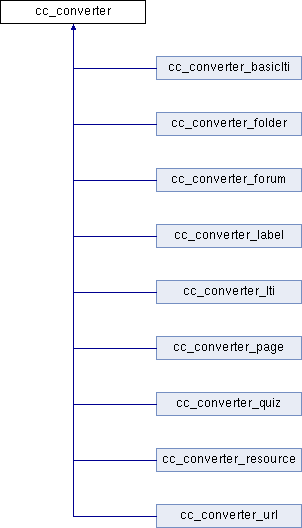 cc_converter
cc_converter_basiclti
cc_converter_folder
cc_converter_forum
cc_converter_label
cc_converter_lti
cc_converter_page
cc_converter_quiz
cc_converter_resource
cc_converter_url